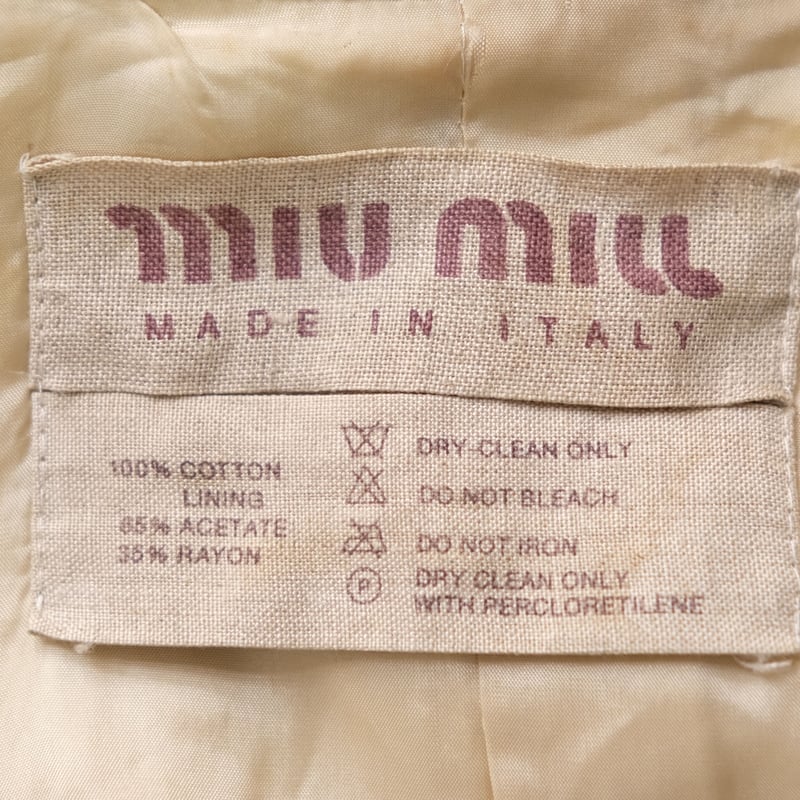 miu mill
MADE IN ITALY
100% COTTON
LINING
65% ACETATE
35% RAYON
DRY-CLEAN ONLY
DO NOT BLEACH
DO NOT IRON
P
DRY CLEAN ONLY
WITH PERCLORETILENE